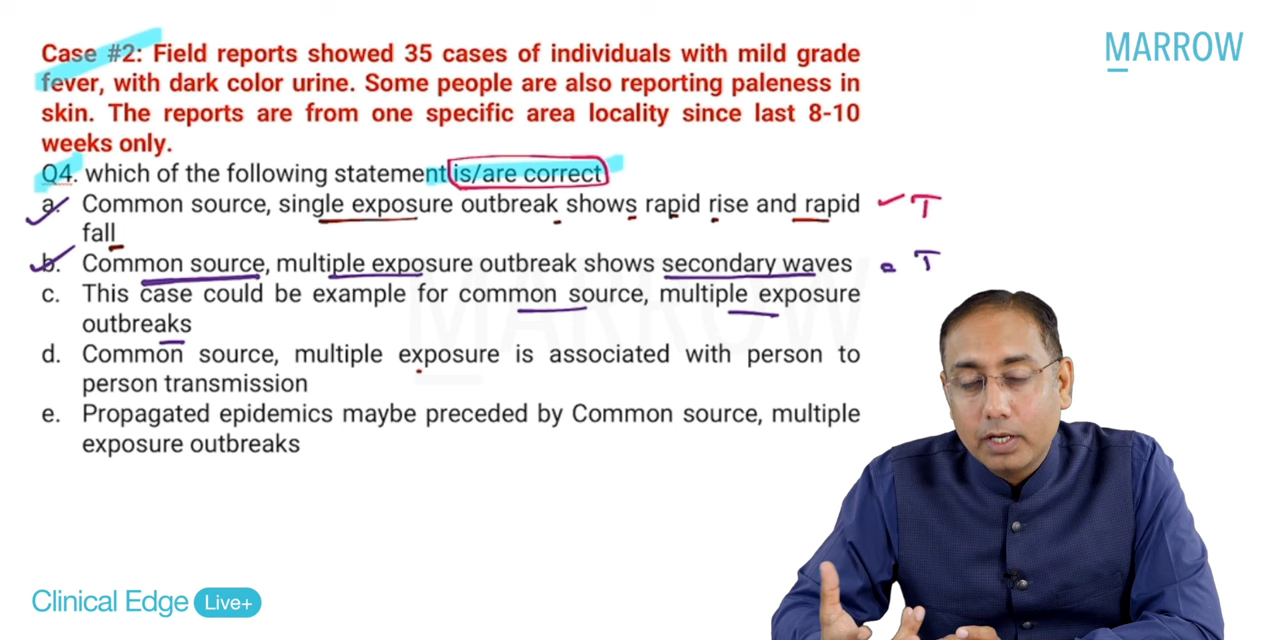 MARROW
Case #2: Field reports showed 35 cases of individuals with mild grade
fever, with dark color urine. Some people are also reporting paleness in
skin. The reports are from one specific area locality since last 8-10
weeks only.
Q4. which of the following statement is/are correct
a. Common source, single exposure outbreak shows rapid rise and rapid T
fall
b. Common source, multiple exposure outbreak shows secondary waves T
c. This case could be example for common source, multiple exposure
outbreaks
d. Common source, multiple exposure is associated with person to
person transmission
e. Propagated epidemics maybe preceded by Common source, multiple
exposure outbreaks
MARROW
Clinical Edge Live+